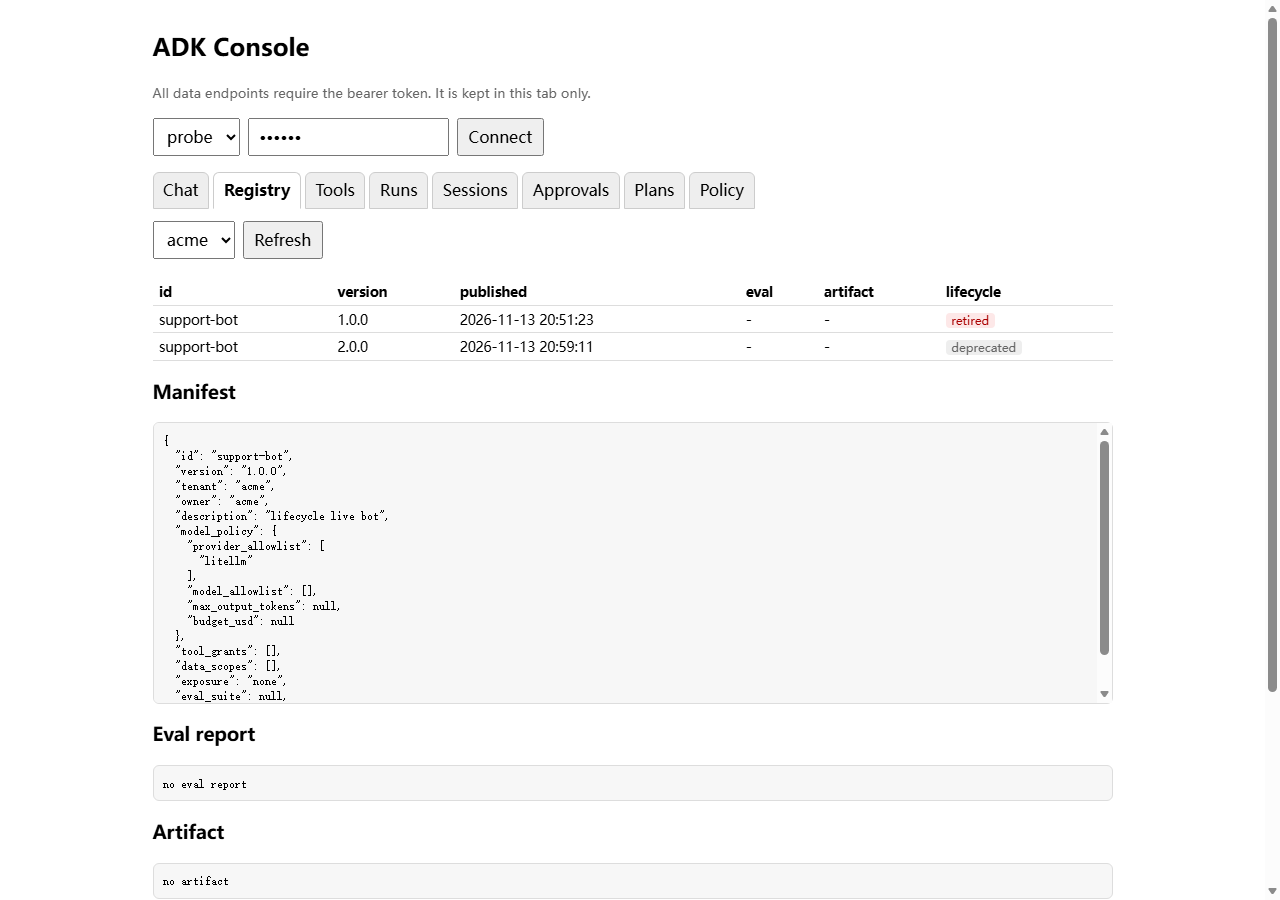 ADK Console
All data endpoints require the bearer token. It is kept in this tab only.
probe •••••• Connect
Chat Registry Tools Runs Sessions Approvals Plans Policy
acme Refresh
id version published eval artifact lifecycle
support-bot 1.0.0 2026-11-13 20:51:23 - - retired
support-bot 2.0.0 2026-11-13 20:59:11 - - deprecated
Manifest
{
  "id": "support-bot",
  "version": "1.0.0",
  "tenant": "acme",
  "owner": "acme",
  "description": "lifecycle live bot",
  "model_policy": {
    "provider_allowlist": [
      "litellm"
    ],
    "model_allowlist": [],
    "max_output_tokens": null,
    "budget_usd": null
  },
  "tool_grants": [],
  "data_scopes": [],
  "exposure": "none",
  "eval_suite": null,
Eval report
no eval report
Artifact
no artifact